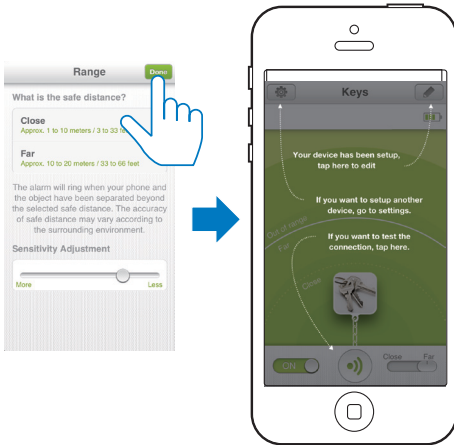 Range
Done
What is the safe distance?
Close
Approx. 1 to 10 meters / 3 to 33 feet
Far
Approx. 10 to 20 meters / 33 to 66 feet
The alarm will ring when your phone and
the object have been separated beyond
the selected safe distance. The accuracy
of safe distance may vary according to
the surrounding environment.
Sensitivity Adjustment
More
Less
Keys
Your device has been setup,
tap here to edit
If you want to setup another
device, go to settings.
If you want to test the
connection, tap here.
Out of range
Far
Close
ON
Close
Far